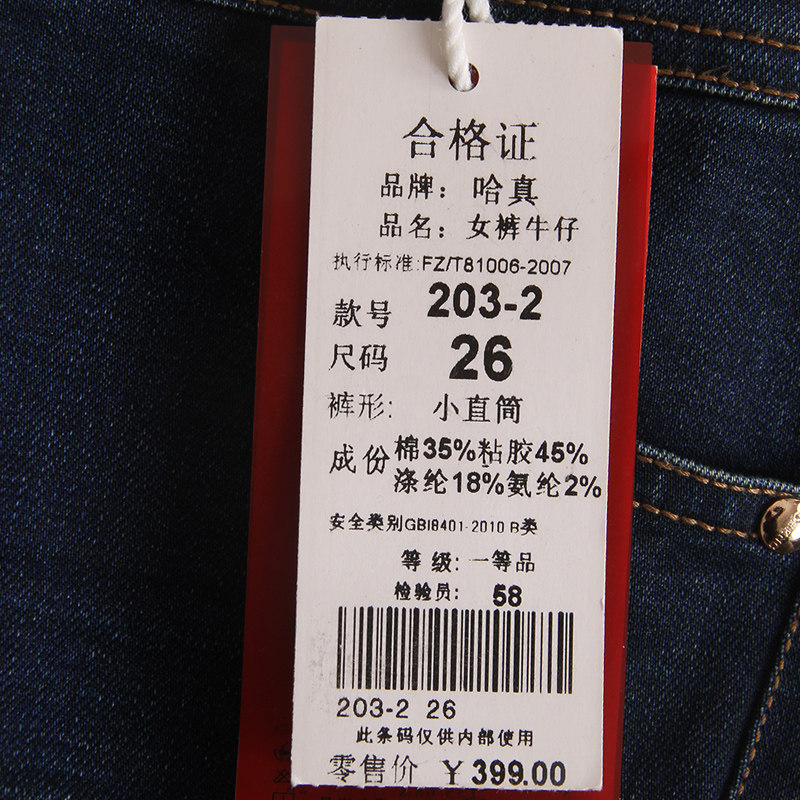 合格证
品牌：哈真
品名：女裤牛仔
执行标准:FZ/T81006-2007
款号 203-2
尺码 26
裤形: 小直筒
成份 棉35%粘胶45%
涤纶18%氨纶2%
安全类别GB18401-2010 B类
等 级: 一等品
检验员: 58
203-2 26
此条码仅供内部使用
零售价 ￥399.00